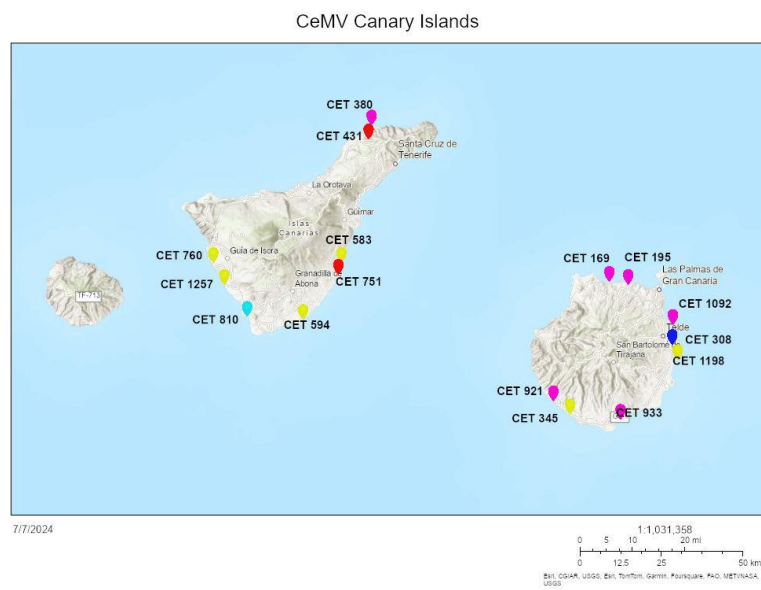 CeMV Canary Islands
CET 380
CET 431
Santa Cruz de
Tenerife
La Orotava
Guimar
Islas
Canarias
CET 583
CET 760
Guia de Isora
CET 1257
Granadilla de
Abona
CET 751
CET 810
CET 594
TF-713
CET 169
CET 195
Las Palmas de
Gran Canaria
CET 1092
Telde
CET 308
San Bartolome de
Tirajana
CET 1198
CET 921
CET 345
CET 933
7/7/2024
1:1,031,358
0 5 10 20 mi
0 12.5 25 50 km
Esri, CGIAR, USGS, Esri, TomTom, Garmin, Foursquare, FAO, METI/NASA,
USGS